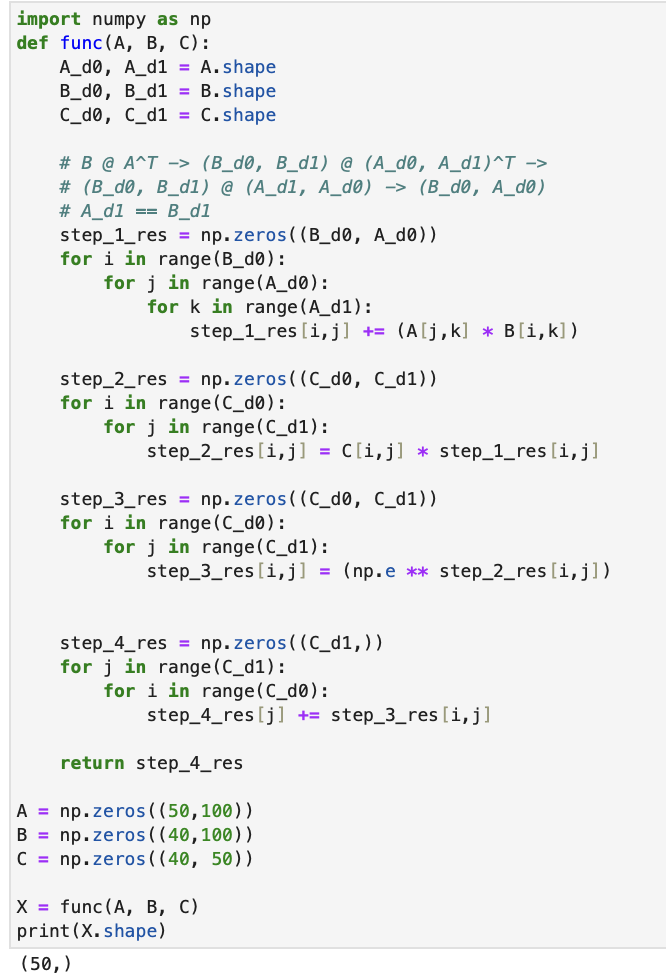 import numpy as np
def func(A, B, C):
    A_d0, A_d1 = A.shape
    B_d0, B_d1 = B.shape
    C_d0, C_d1 = C.shape

    # B @ A^T -> (B_d0, B_d1) @ (A_d0, A_d1)^T ->
    # (B_d0, B_d1) @ (A_d1, A_d0) -> (B_d0, A_d0)
    # A_d1 == B_d1
    step_1_res = np.zeros((B_d0, A_d0))
    for i in range(B_d0):
        for j in range(A_d0):
            for k in range(A_d1):
                step_1_res[i,j] += (A[j,k] * B[i,k])

    step_2_res = np.zeros((C_d0, C_d1))
    for i in range(C_d0):
        for j in range(C_d1):
            step_2_res[i,j] = C[i,j] * step_1_res[i,j]

    step_3_res = np.zeros((C_d0, C_d1))
    for i in range(C_d0):
        for j in range(C_d1):
            step_3_res[i,j] = (np.e ** step_2_res[i,j])


    step_4_res = np.zeros((C_d1,))
    for j in range(C_d1):
        for i in range(C_d0):
            step_4_res[j] += step_3_res[i,j]

    return step_4_res

A = np.zeros((50,100))
B = np.zeros((40,100))
C = np.zeros((40, 50))

X = func(A, B, C)
print(X.shape)
(50,)